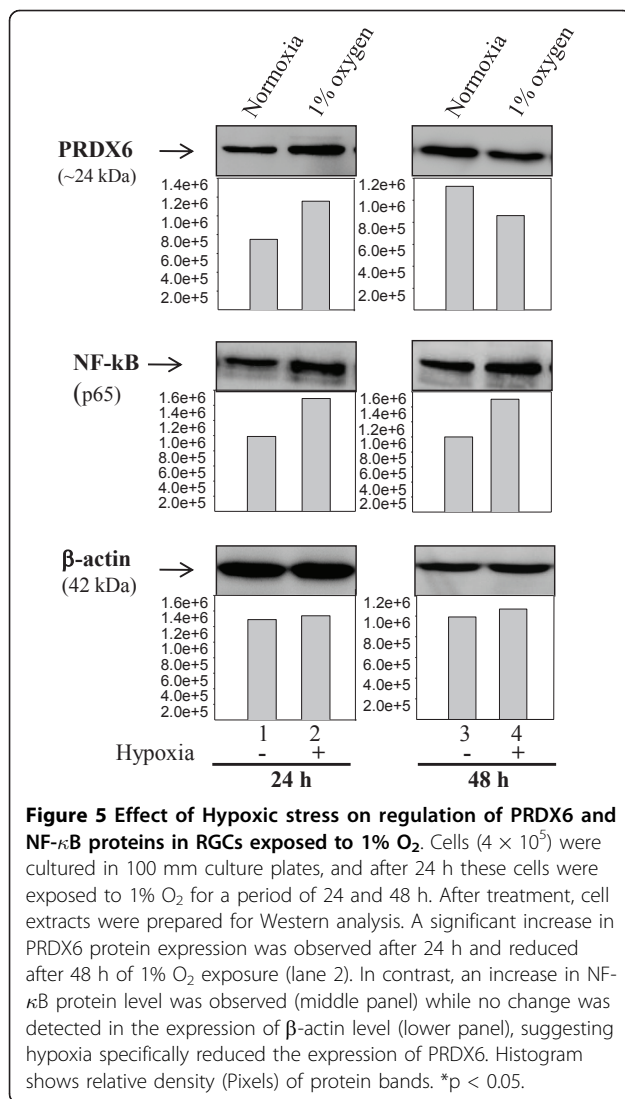 Normoxia 1% oxygen Normoxia 1% oxygen
PRDX6
(~24 kDa)
1.4e+6
1.2e+6
1.0e+6
8.0e+5
6.0e+5
4.0e+5
2.0e+5
1.2e+6
1.0e+6
8.0e+5
6.0e+5
4.0e+5
2.0e+5
NF-kB
(p65)
1.6e+6
1.4e+6
1.2e+6
1.0e+6
8.0e+5
6.0e+5
4.0e+5
2.0e+5
1.6e+6
1.4e+6
1.2e+6
1.0e+6
8.0e+5
6.0e+5
4.0e+5
2.0e+5
β-actin
(42 kDa)
1.6e+6
1.4e+6
1.2e+6
1.0e+6
8.0e+5
6.0e+5
4.0e+5
2.0e+5
1.2e+6
1.0e+6
8.0e+5
6.0e+5
4.0e+5
2.0e+5
1 2 3 4
Hypoxia - + - +
24 h 48 h
Figure 5 Effect of Hypoxic stress on regulation of PRDX6 and
NF-κB proteins in RGCs exposed to 1% O₂. Cells (4 × 10⁵) were
cultured in 100 mm culture plates, and after 24 h these cells were
exposed to 1% O₂ for a period of 24 and 48 h. After treatment, cell
extracts were prepared for Western analysis. A significant increase in
PRDX6 protein expression was observed after 24 h and reduced
after 48 h of 1% O₂ exposure (lane 2). In contrast, an increase in NF-
κB protein level was observed (middle panel) while no change was
detected in the expression of β-actin level (lower panel), suggesting
hypoxia specifically reduced the expression of PRDX6. Histogram
shows relative density (Pixels) of protein bands. *p < 0.05.